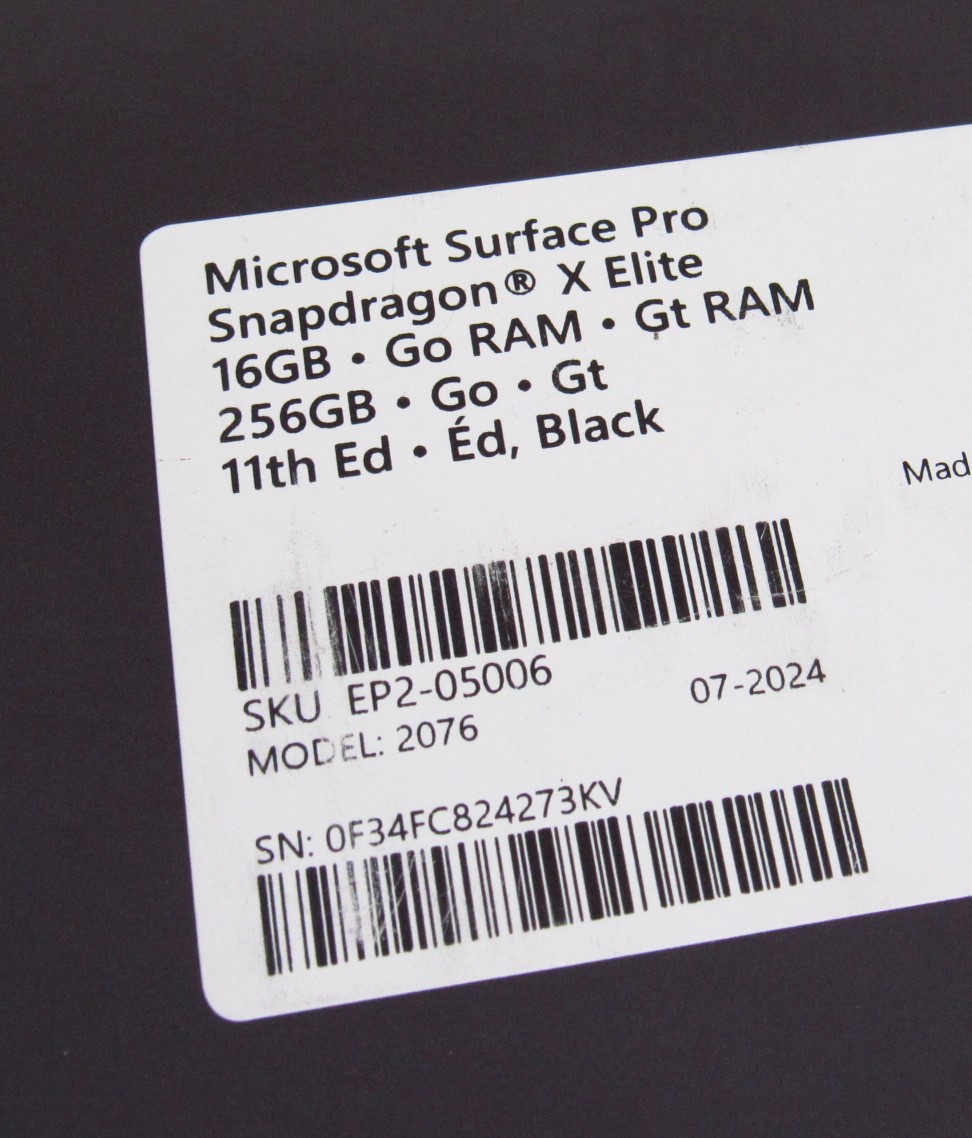 Microsoft Surface Pro
Snapdragon® X Elite
16GB • Go RAM • Gt RAM
256GB • Go • Gt
11th Ed • Éd, Black
Mad
SKU EP2-05006
07-2024
MODEL: 2076
SN: 0F34FC824273KV